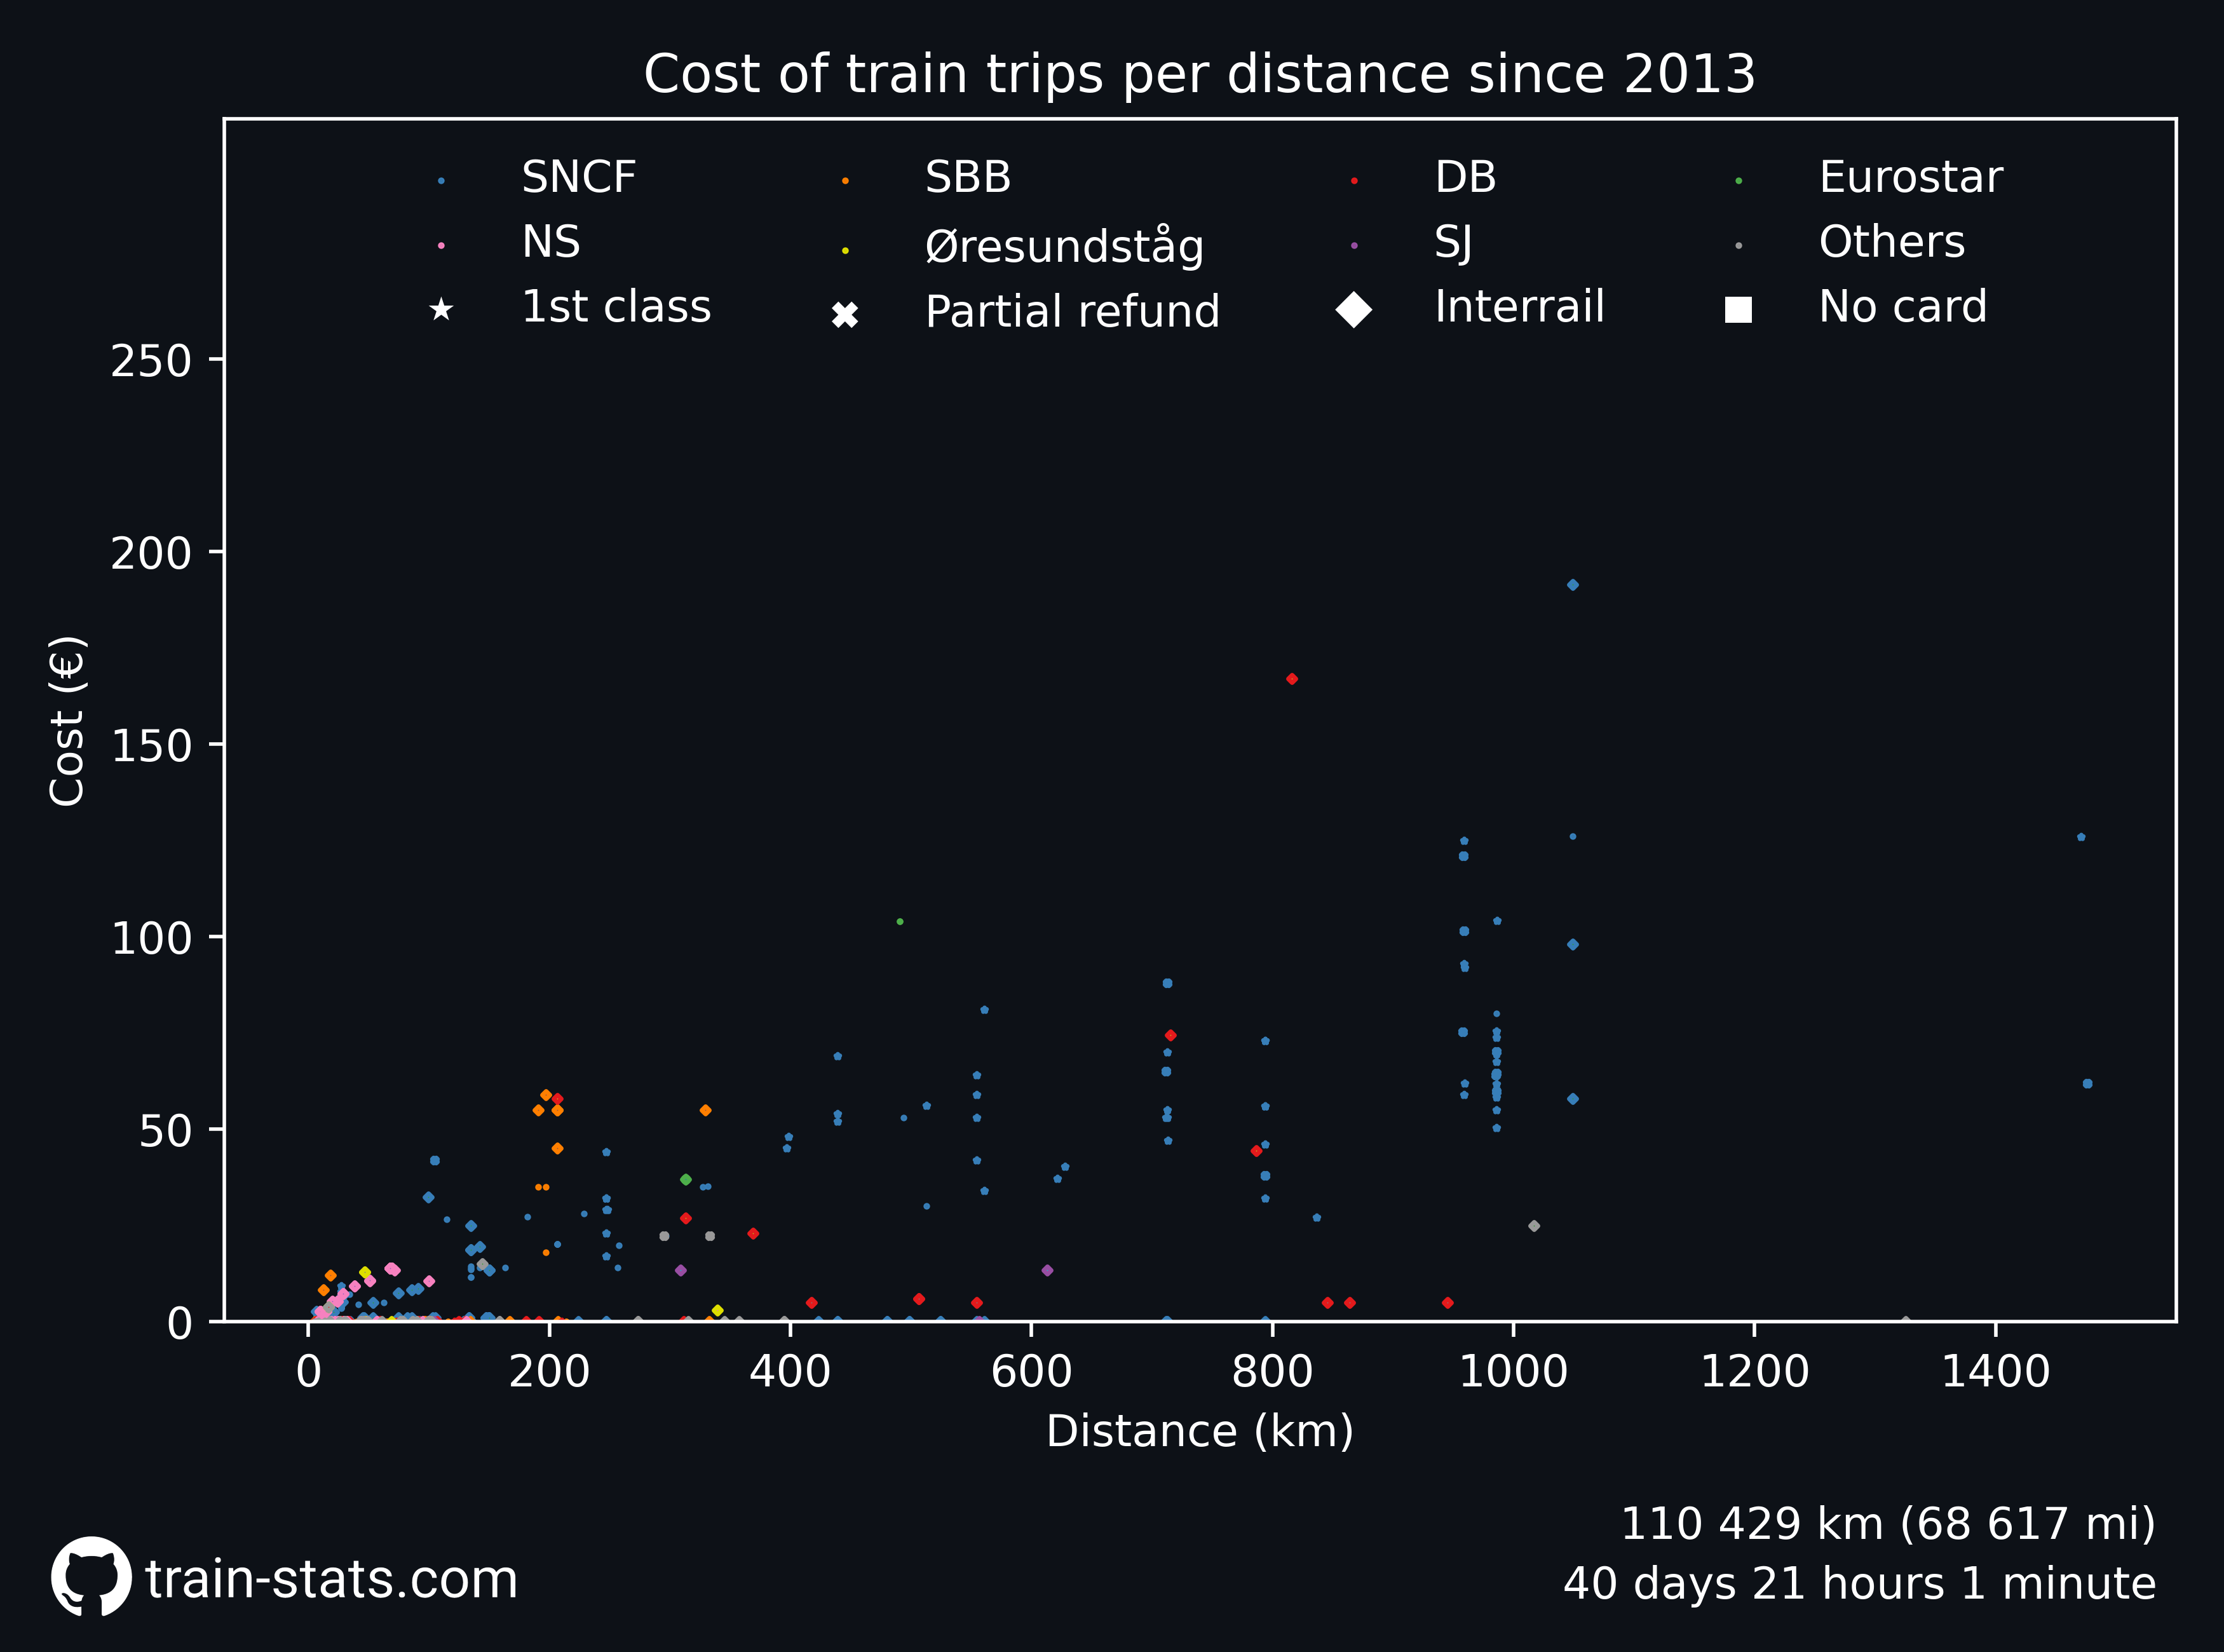 Cost of train trips per distance since 2013
SNCF SBB DB Eurostar
NS Øresundståg SJ Others
1st class Partial refund Interrail No card
250
200
150
100
50
0
Cost (€)
0 200 400 600 800 1000 1200 1400
Distance (km)
110 429 km (68 617 mi)
train-stats.com
40 days 21 hours 1 minute